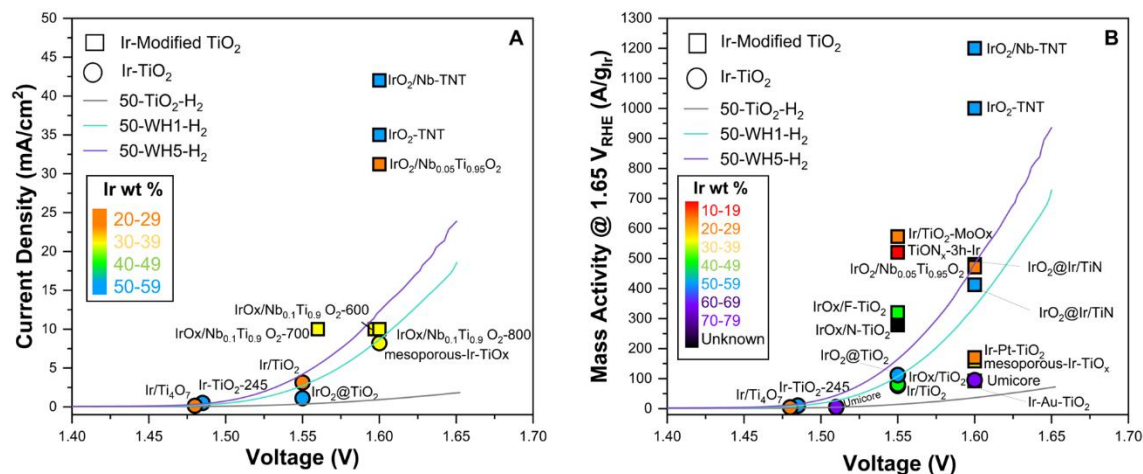 A
Current Density (mA/cm²)
50
45
40
35
30
25
20
15
10
5
0
Ir-Modified TiO₂
Ir-TiO₂
50-TiO₂-H₂
50-WH1-H₂
50-WH5-H₂
Ir wt %
20-29
30-39
40-49
50-59
IrO₂/Nb-TNT
IrO₂-TNT
IrO₂/Nb₀.₀₅Ti₀.₉₅O₂
IrOx/Nb₀.₁Ti₀.₉ O₂-600
IrOx/Nb₀.₁Ti₀.₉ O₂-700
IrOx/Nb₀.₁Ti₀.₉ O₂-800
mesoporous-Ir-TiOx
Ir/TiO₂
Ir/Ti₄O₇
Ir-TiO₂-245
IrO₂@TiO₂
1.40
1.45
1.50
1.55
1.60
1.65
1.70
Voltage (V)
B
Mass Activity @ 1.65 V_RHE (A/g_Ir)
1300
1200
1100
1000
900
800
700
600
500
400
300
200
100
0
Ir-Modified TiO₂
Ir-TiO₂
50-TiO₂-H₂
50-WH1-H₂
50-WH5-H₂
Ir wt %
10-19
20-29
30-39
40-49
50-59
60-69
70-79
Unknown
IrO₂/Nb-TNT
IrO₂-TNT
Ir/TiO₂-MoOx
TiONₓ-3h-Ir
IrO₂/Nb₀.₀₅Ti₀.₉₅O₂
IrO₂@Ir/TiN
IrO₂@Ir/TiN
IrOx/F-TiO₂
IrOx/N-TiO₂
IrO₂@TiO₂
Ir-Pt-TiO₂
mesoporous-Ir-TiOₓ
Ir/Ti₄O₇
Ir-TiO₂-245
IrOx/TiO₂
Umicore
Umicore
Ir/TiO₂
Ir-Au-TiO₂
1.40
1.45
1.50
1.55
1.60
1.65
1.70
Voltage (V)